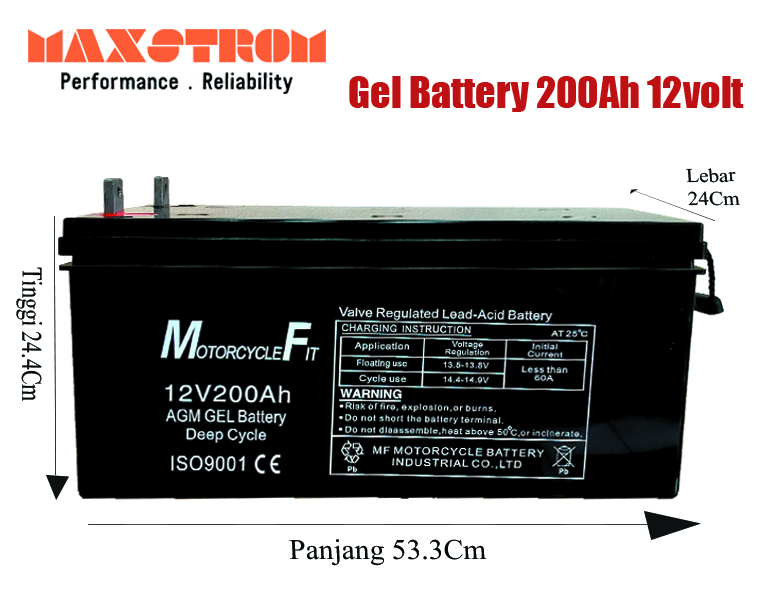 MAXSTROM
Performance . Reliability
Gel Battery 200Ah 12volt
Lebar
24Cm
Tinggi 24.4Cm
MOTORCYCLEFIT
12V200Ah
AGM GEL Battery
Deep Cycle
ISO9001 CE
Valve Regulated Lead-Acid Battery
CHARGING INSTRUCTION AT 25°C
Application Voltage Regulation Initial Current
Floating use 13.5-13.8V Less than 60A
Cycle use 14.4-14.9V
WARNING
•Risk of fire, explosion,or burns.
•Do not short the battery terminal.
•Do not disassemble,heat above 50°C,or incinerate.
Pb MF MOTORCYCLE BATTERY Pb
INDUSTRIAL CO.,LTD
Panjang 53.3Cm